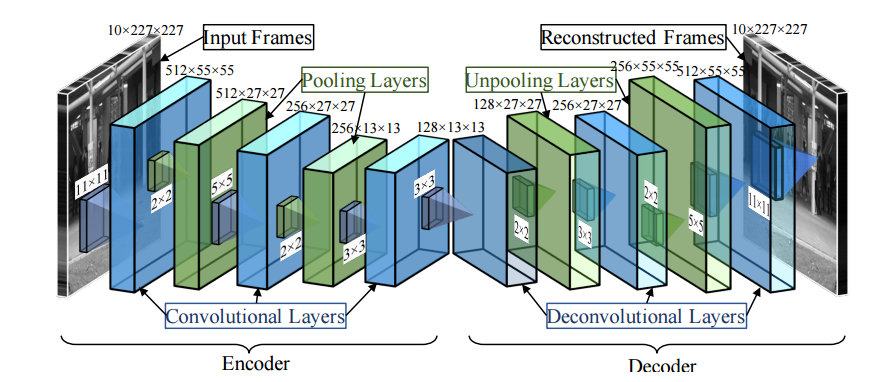 10×227×227
Input Frames
512×55×55
512×27×27
Pooling Layers
256×27×27
256×13×13
128×13×13
11×11
2×2
5×5
2×2
3×3
3×3
Convolutional Layers
Encoder
10×227×227
Reconstructed Frames
256×55×55
512×55×55
Unpooling Layers
128×27×27
256×27×27
2×2
3×3
2×2
5×5
11×11
Deconvolutional Layers
Decoder